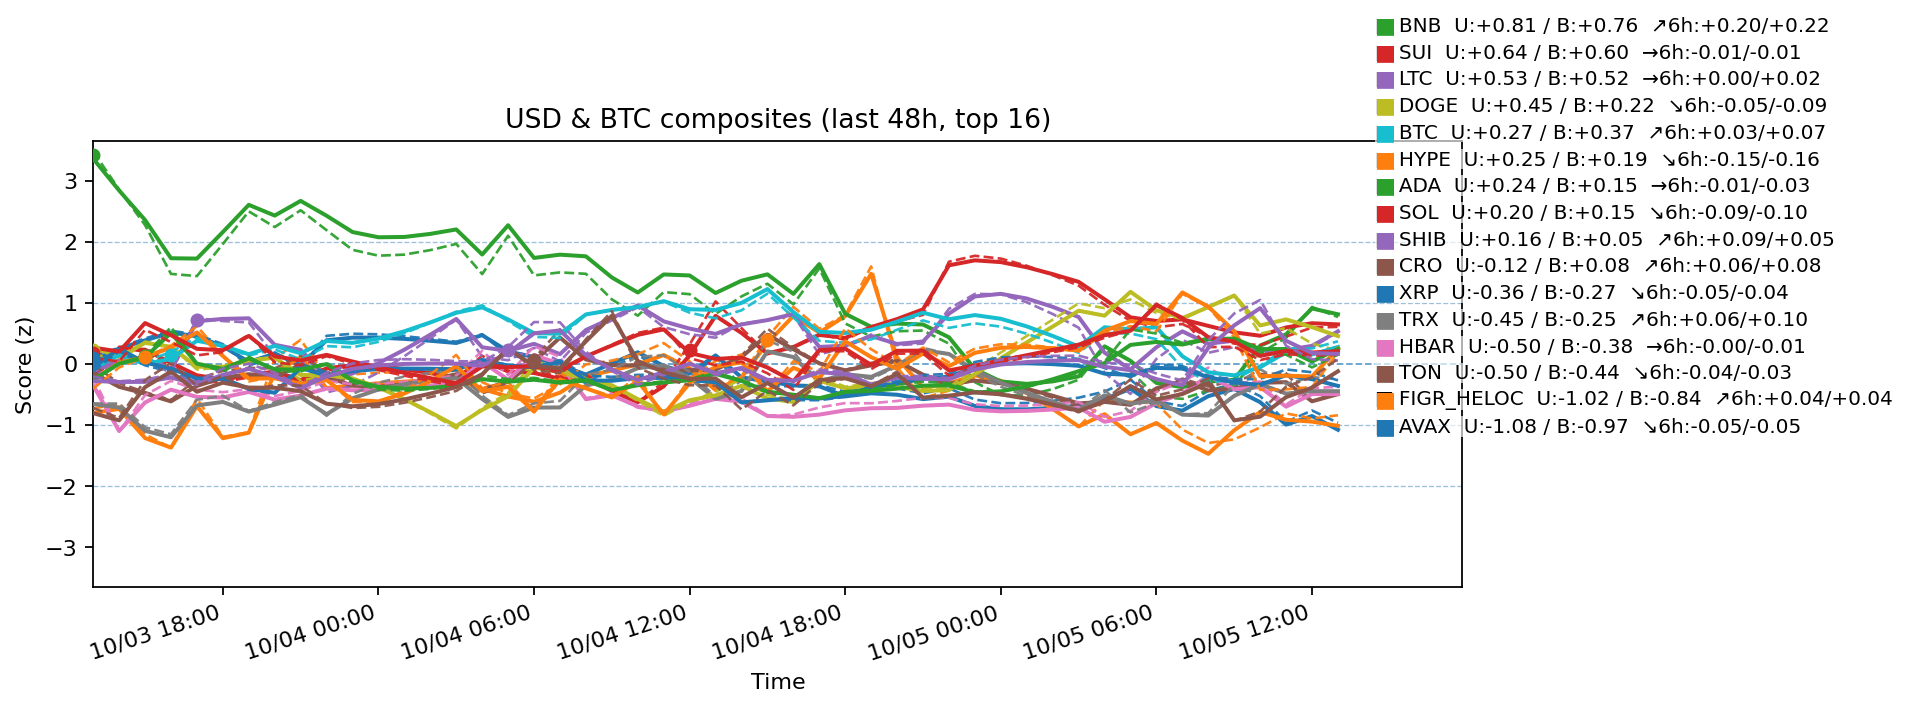 BNB  U:+0.81 / B:+0.76  ↗6h:+0.20/+0.22
SUI  U:+0.64 / B:+0.60  →6h:-0.01/-0.01
LTC  U:+0.53 / B:+0.52  →6h:+0.00/+0.02
DOGE  U:+0.45 / B:+0.22  ↘6h:-0.05/-0.09
BTC  U:+0.27 / B:+0.37  ↗6h:+0.03/+0.07
HYPE  U:+0.25 / B:+0.19  ↘6h:-0.15/-0.16
ADA  U:+0.24 / B:+0.15  →6h:-0.01/-0.03
SOL  U:+0.20 / B:+0.15  ↘6h:-0.09/-0.10
SHIB  U:+0.16 / B:+0.05  ↗6h:+0.09/+0.05
CRO  U:-0.12 / B:+0.08  ↗6h:+0.06/+0.08
XRP  U:-0.36 / B:-0.27  ↘6h:-0.05/-0.04
TRX  U:-0.45 / B:-0.25  ↗6h:+0.06/+0.10
HBAR  U:-0.50 / B:-0.38  →6h:-0.00/-0.01
TON  U:-0.50 / B:-0.44  ↘6h:-0.04/-0.03
FIGR_HELOC  U:-1.02 / B:-0.84  ↗6h:+0.04/+0.04
AVAX  U:-1.08 / B:-0.97  ↘6h:-0.05/-0.05
USD & BTC composites (last 48h, top 16)
Score (z)
3
2
1
0
−1
−2
−3
10/03 18:00
10/04 00:00
10/04 06:00
10/04 12:00
10/04 18:00
10/05 00:00
10/05 06:00
10/05 12:00
Time